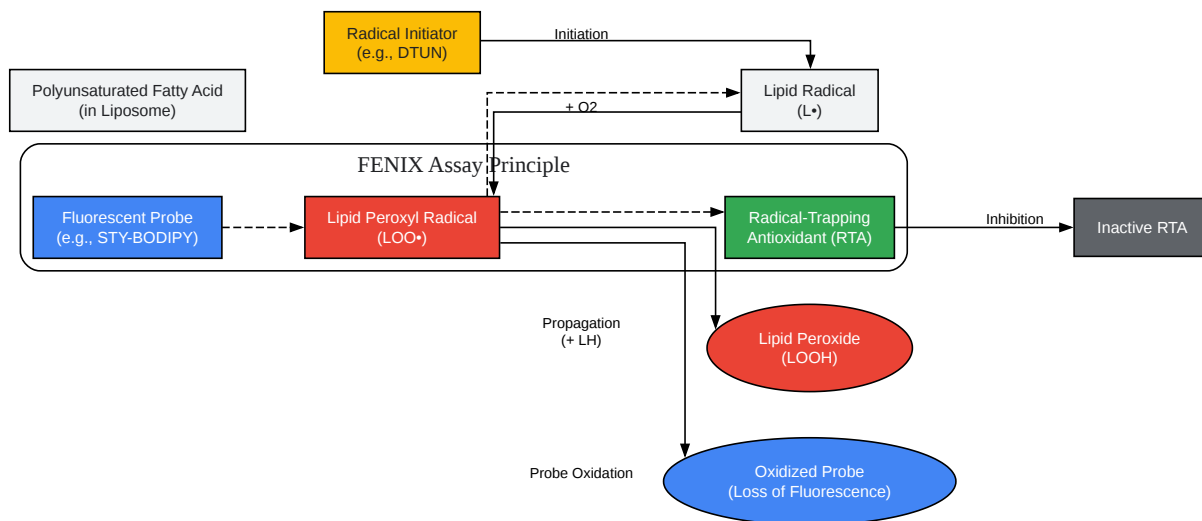 Radical Initiator
(e.g., DTUN)
Initiation
Polyunsaturated Fatty Acid
(in Liposome)
Lipid Radical
(L•)
+ O2
FENIX Assay Principle
Fluorescent Probe
(e.g., STY-BODIPY)
Lipid Peroxyl Radical
(LOO•)
Radical-Trapping
Antioxidant (RTA)
Inhibition
Inactive RTA
Propagation
(+ LH)
Lipid Peroxide
(LOOH)
Probe Oxidation
Oxidized Probe
(Loss of Fluorescence)